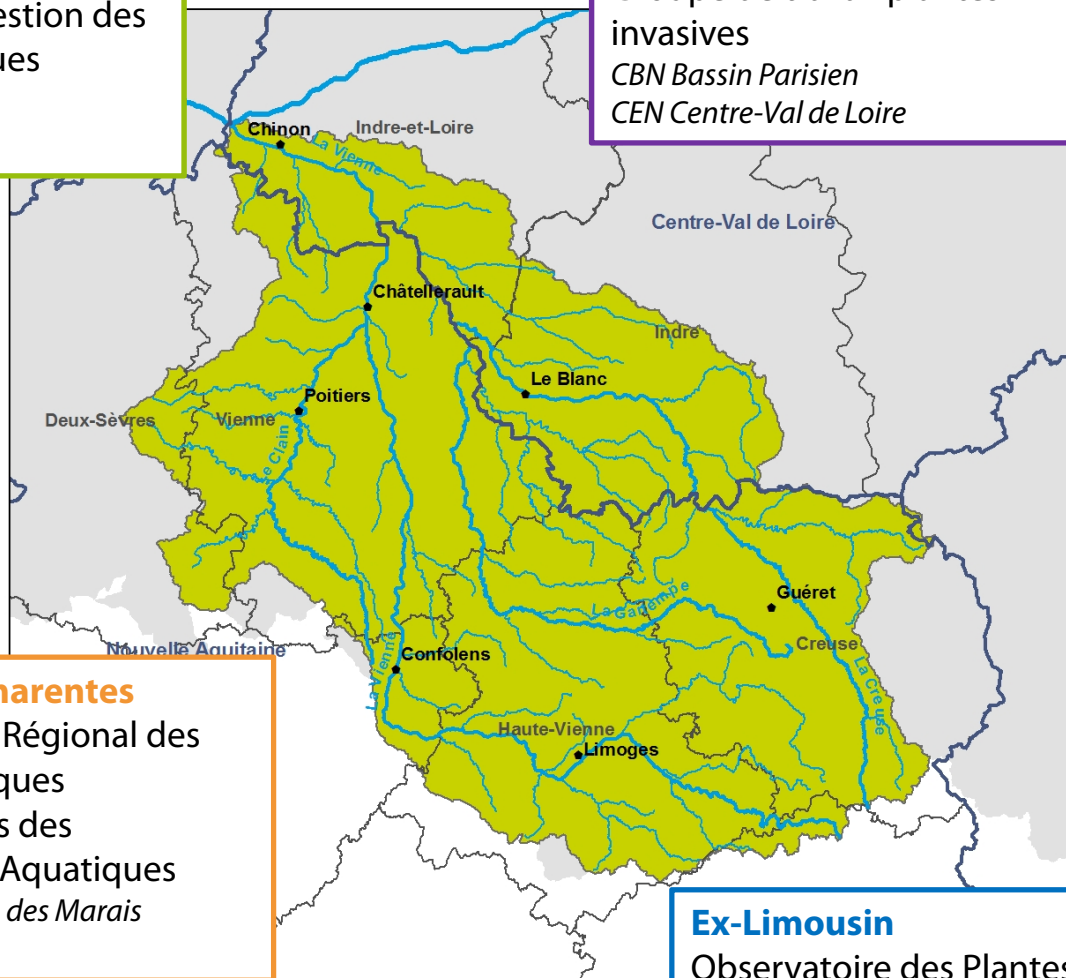 estion des
ues
invasives
CBN Bassin Parisien
CEN Centre-Val de Loire
Chinon
Indre-et-Loire
La Vienne
Centre-Val de Loire
Châtellerault
Indre
Le Blanc
Poitiers
Deux-Sèvres
Vienne
Le Clain
Guéret
La Gartempe
Creuse
Nouvelle Aquitaine
Confolens
La Vienne
La Creuse
Haute-Vienne
Limoges
harentes
Régional des
ques
s des
Aquatiques
des Marais
Ex-Limousin
Observatoire des Plantes